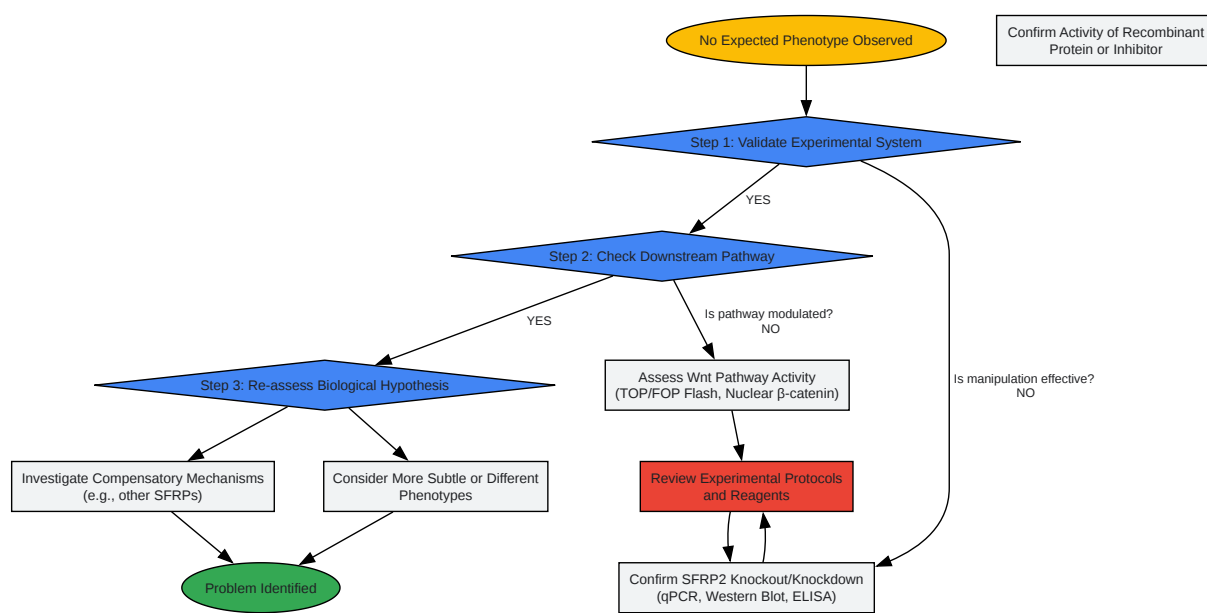 No Expected Phenotype Observed
Confirm Activity of Recombinant
Protein or Inhibitor
Step 1: Validate Experimental System
YES
Step 2: Check Downstream Pathway
YES
Is pathway modulated?
NO
Step 3: Re-assess Biological Hypothesis
Assess Wnt Pathway Activity
(TOP/FOP Flash, Nuclear β-catenin)
Is manipulation effective?
NO
Investigate Compensatory Mechanisms
(e.g., other SFRPs)
Consider More Subtle or Different
Phenotypes
Review Experimental Protocols
and Reagents
Problem Identified
Confirm SFRP2 Knockout/Knockdown
(qPCR, Western Blot, ELISA)